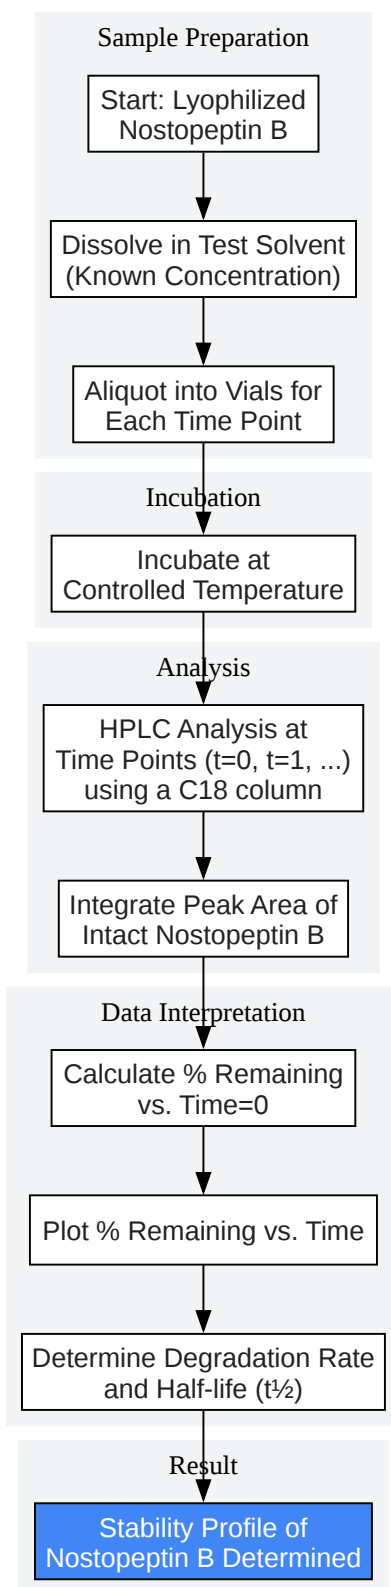 Sample Preparation
Start: Lyophilized
Nostopeptin B
Dissolve in Test Solvent
(Known Concentration)
Aliquot into Vials for
Each Time Point
Incubation
Incubate at
Controlled Temperature
Analysis
HPLC Analysis at
Time Points (t=0, t=1, ...)
using a C18 column
Integrate Peak Area of
Intact Nostopeptin B
Data Interpretation
Calculate % Remaining
vs. Time=0
Plot % Remaining vs. Time
Determine Degradation Rate
and Half-life (t½)
Result
Stability Profile of
Nostopeptin B Determined